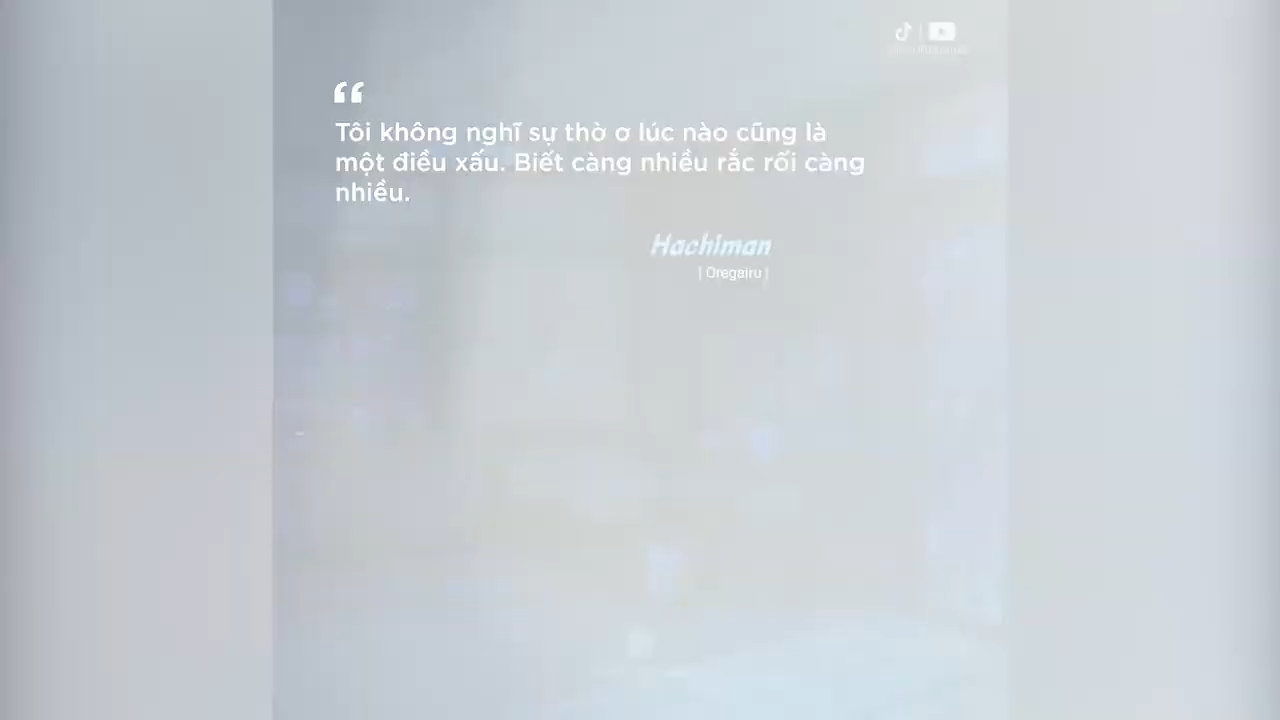 “
Tôi không nghĩ sự thờ ơ lúc nào cũng là
một điều xấu. Biết càng nhiều rắc rối càng
nhiều.
Hachiman
| Oregairu |